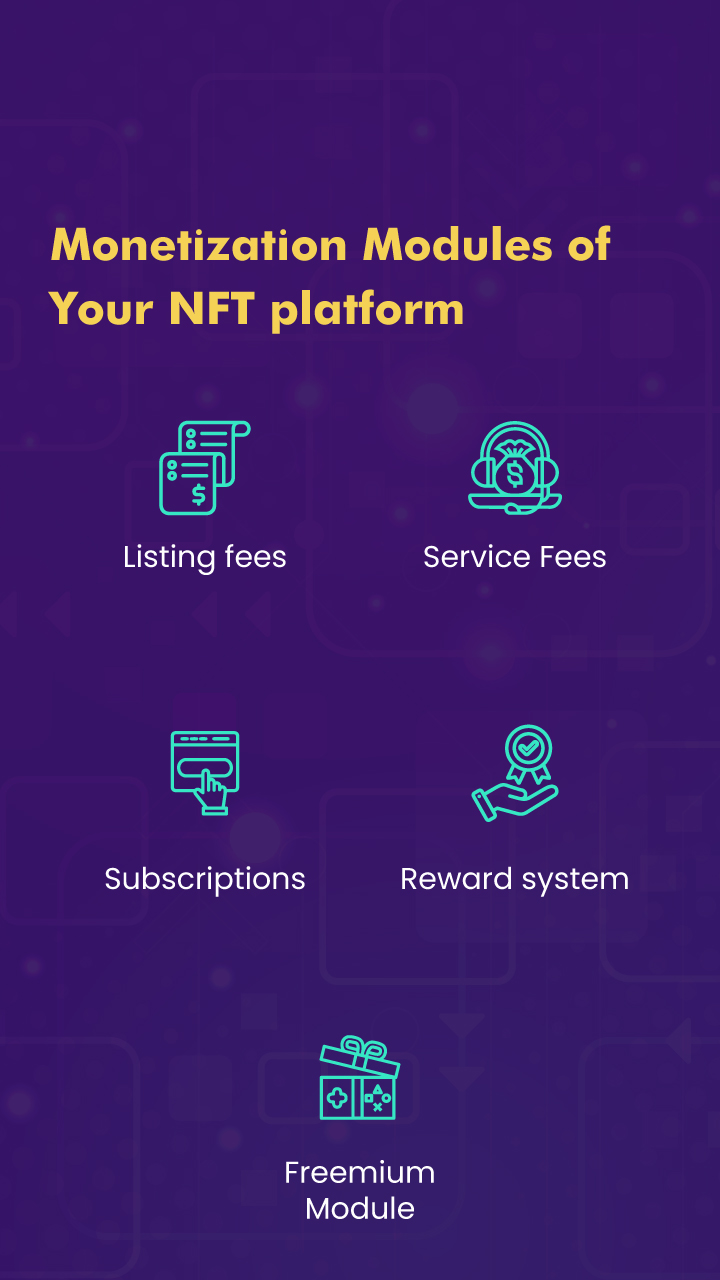 Monetization Modules of
Your NFT platform
Listing fees
Service Fees
Subscriptions
Reward system
Freemium
Module